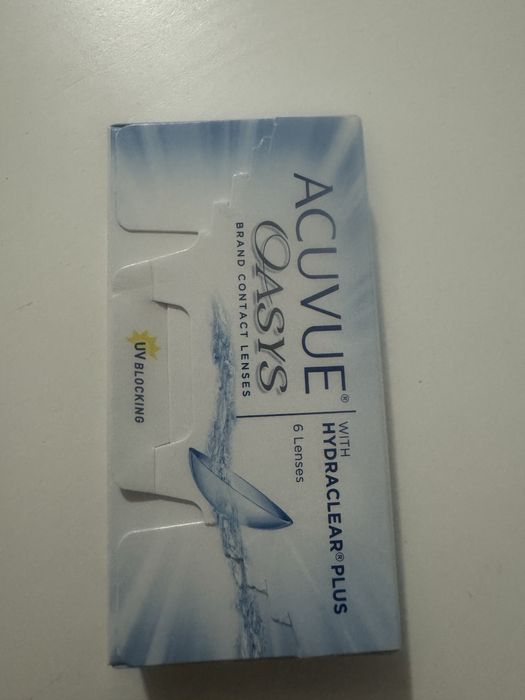 ACUVUE®
OASYS
BRAND CONTACT LENSES
WITH
HYDRACLEAR® PLUS
6 Lenses
UV BLOCKING